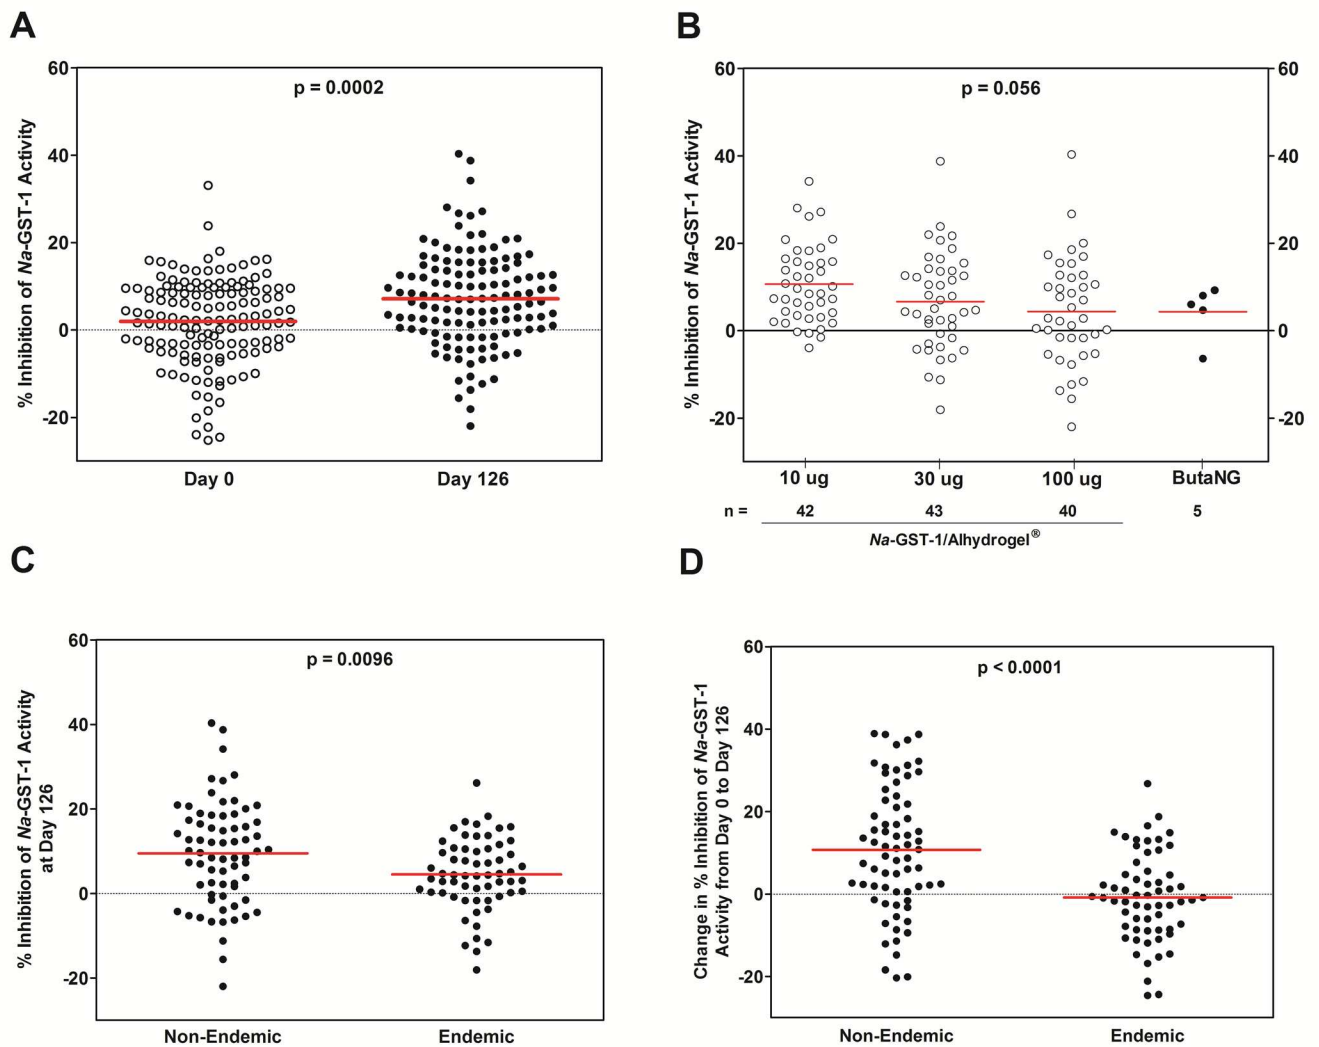 A
% Inhibition of Na-GST-1 Activity
60
40
20
0
-20
p = 0.0002
Day 0
Day 126
B
% Inhibition of Na-GST-1 Activity
60
40
20
0
-20
p = 0.056
60
40
20
0
-20
10 ug
30 ug
100 ug
ButaNG
n =
42
43
40
5
Na-GST-1/Alhydrogel®
C
% Inhibition of Na-GST-1 Activity
at Day 126
60
40
20
0
-20
p = 0.0096
Non-Endemic
Endemic
D
Change in % Inhibition of Na-GST-1
Activity from Day 0 to Day 126
60
40
20
0
-20
p < 0.0001
Non-Endemic
Endemic